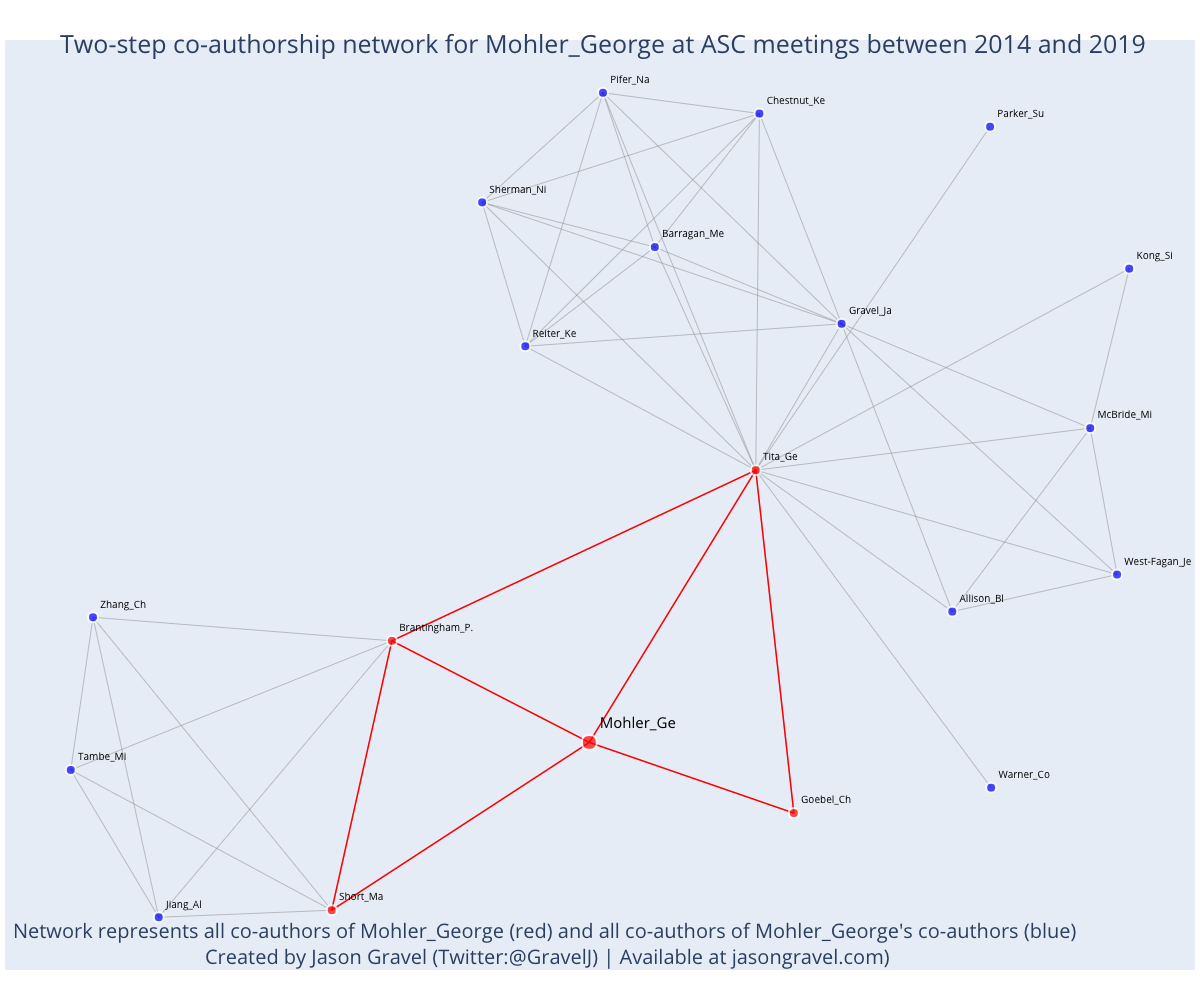 Two-step co-authorship network for Mohler_George at ASC meetings between 2014 and 2019
Pifer_Na
Chestnut_Ke
Parker_Su
Sherman_Ni
Barragan_Me
Kong_Si
Gravel_Ja
Reiter_Ke
McBride_Mi
Tita_Ge
West-Fagan_Je
Allison_Bl
Zhang_Ch
Brantingham_P.
Mohler_Ge
Tambe_Mi
Warner_Co
Goebel_Ch
Short_Ma
Jiang_Al
Network represents all co-authors of Mohler_George (red) and all co-authors of Mohler_George's co-authors (blue)
Created by Jason Gravel (Twitter:@GravelJ) | Available at jasongravel.com)